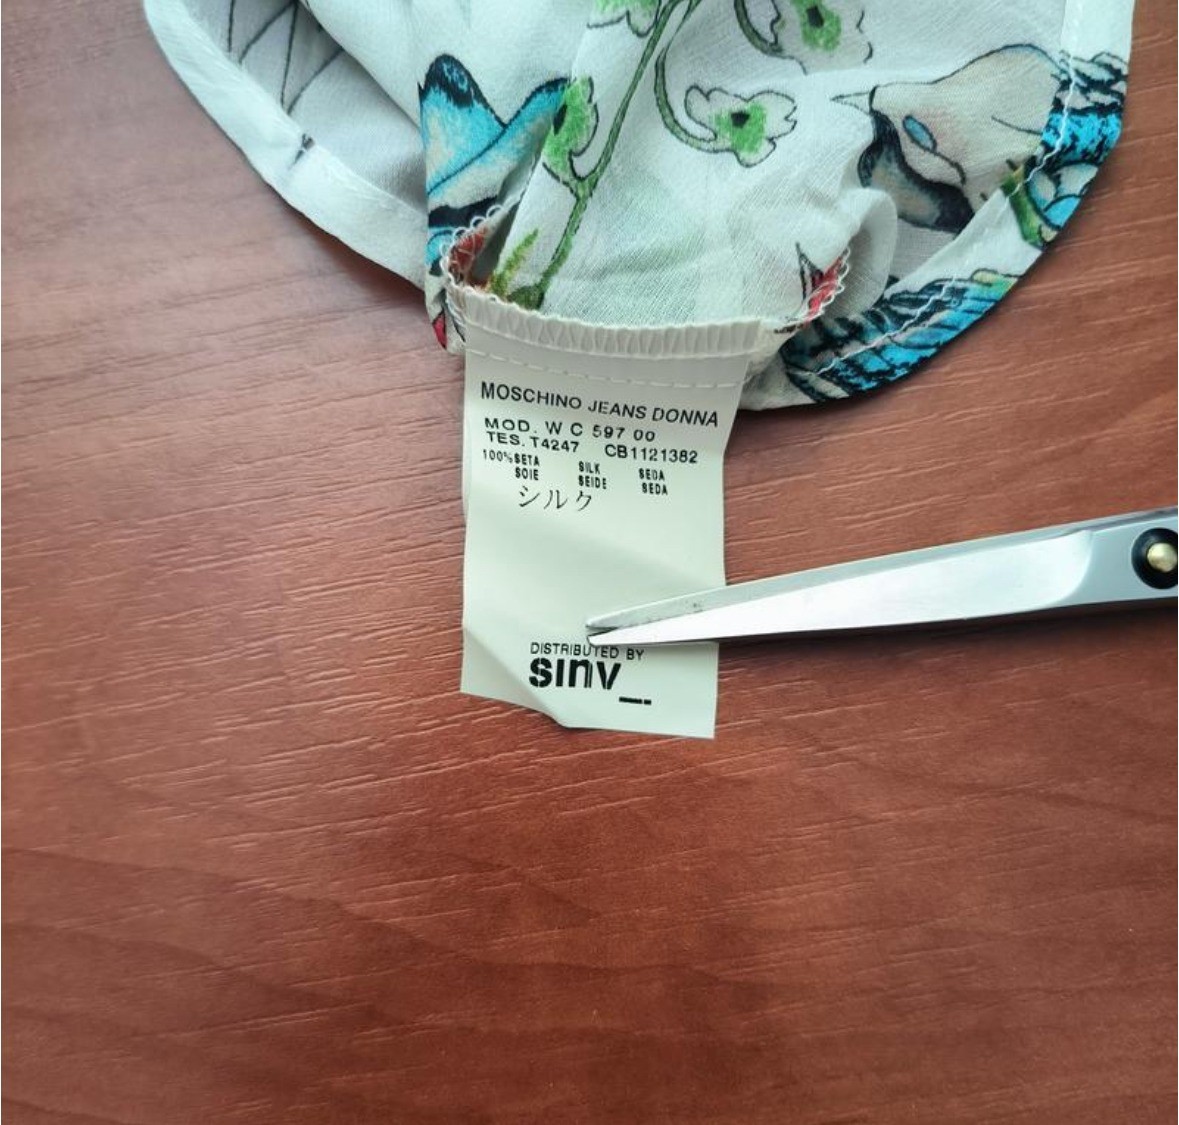 MOSCHINO JEANS DONNA
MOD. W C 597 00
TES. T4247 CB1121382
100%SETA SILK SEDA
SOIE SEIDE SEDA
シルク
DISTRIBUTED BY
sinv_.